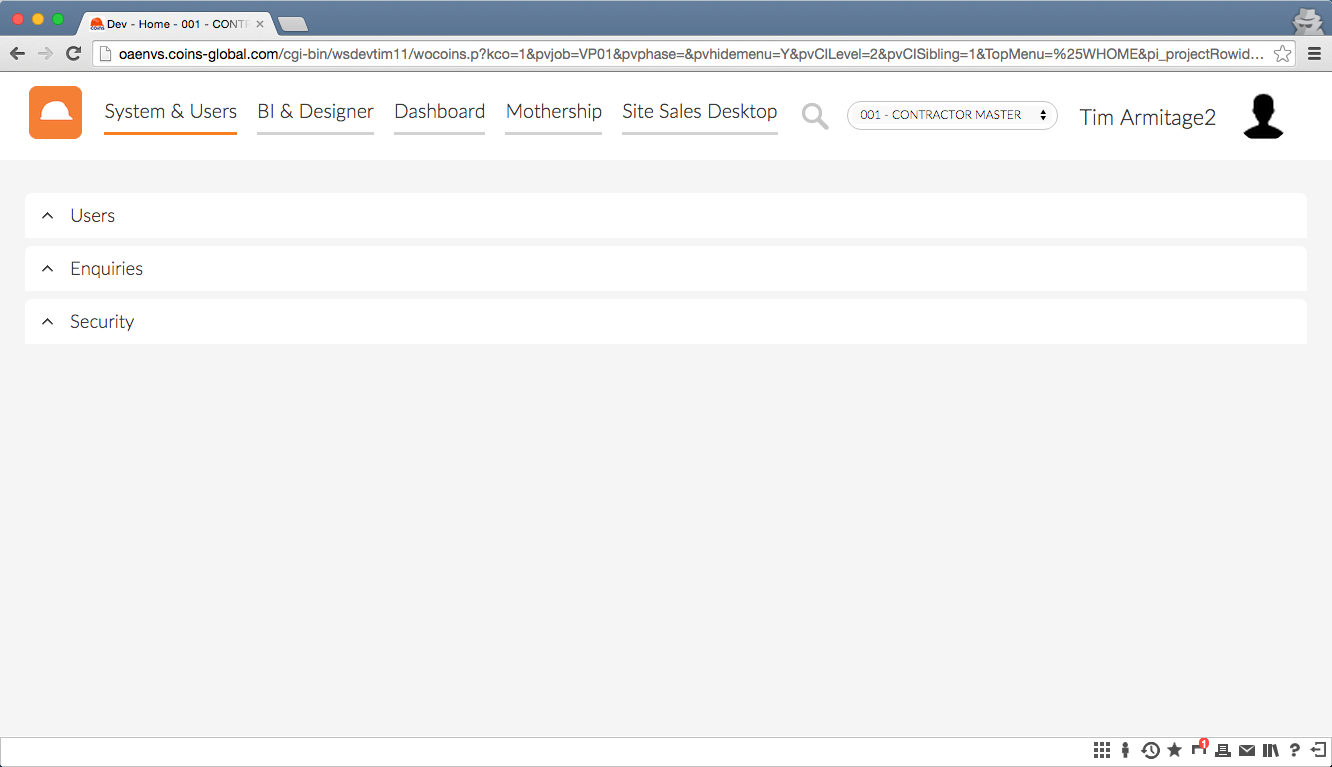 Dev - Home - 001 - CONT
oaenvs.coins-global.com/cgi-bin/wsdevtim11/wocoins.p?kco=1&pvjob=VP01&pvphase=&pvhidemenu=Y&pvCILevel=2&pvCISibling=1&TopMenu=%25WHOME&pi_projectRowid...
System & Users BI & Designer Dashboard Mothership Site Sales Desktop 001 - CONTRACTOR MASTER Tim Armitage2
Users
Enquiries
Security
1